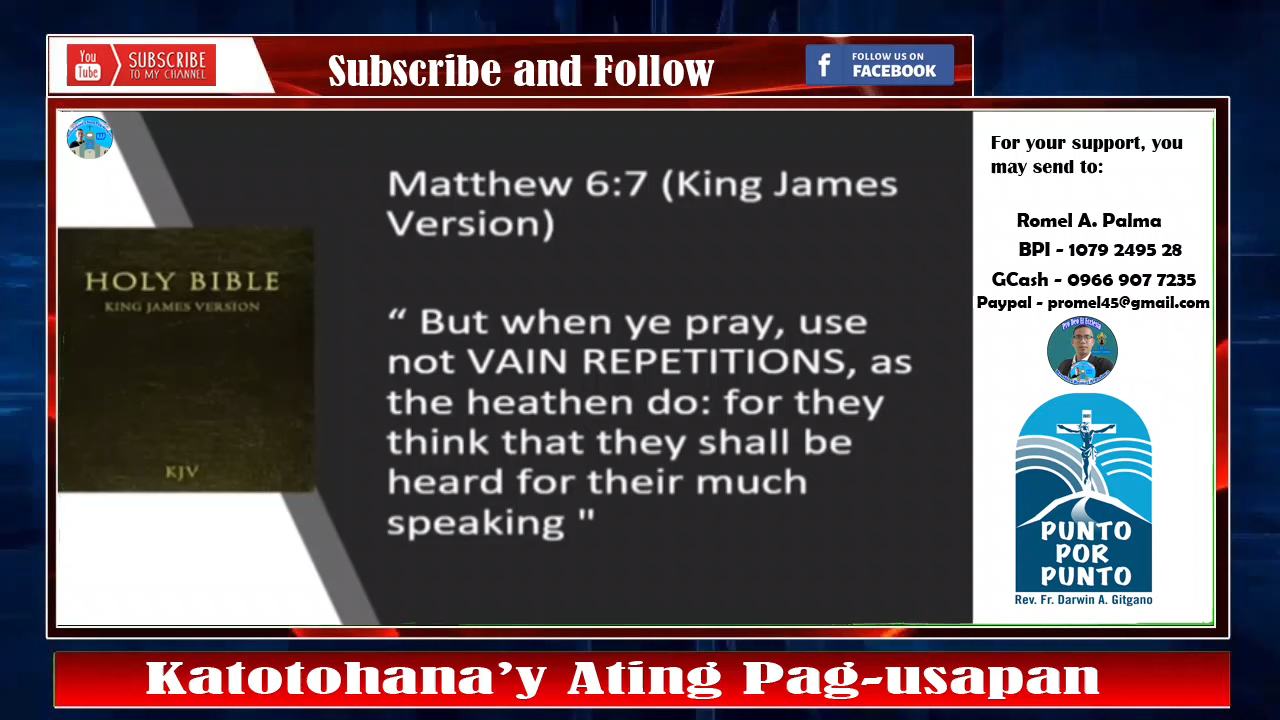 You
Tube
SUBSCRIBE
TO MY CHANNEL
Subscribe and Follow
FOLLOW US ON
FACEBOOK
Matthew 6:7 (King James
Version)
HOLY BIBLE
KING JAMES VERSION
KJV
“ But when ye pray, use
not VAIN REPETITIONS, as
the heathen do: for they
think that they shall be
heard for their much
speaking "
For your support, you
may send to:
Romel A. Palma
BPI - 1079 2495 28
GCash - 0966 907 7235
Paypal - promel45@gmail.com
PUNTO
POR
PUNTO
Rev. Fr. Darwin A. Gitgano
Katotohana’y Ating Pag-usapan